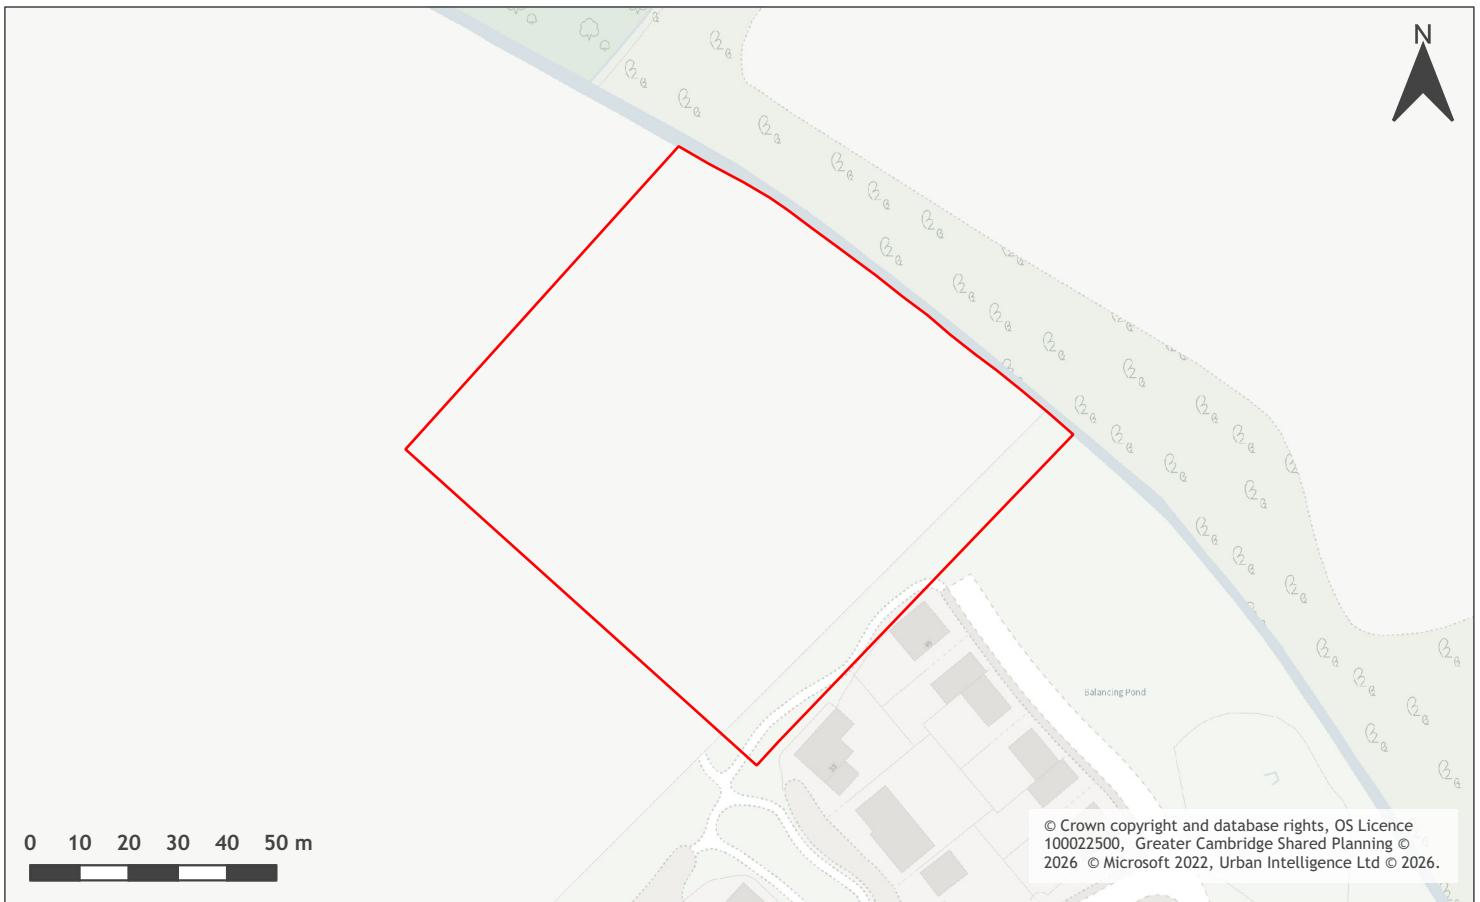 N
Balancing Pond
0 10 20 30 40 50 m
© Crown copyright and database rights, OS Licence
100022500, Greater Cambridge Shared Planning ©
2026 © Microsoft 2022, Urban Intelligence Ltd © 2026.